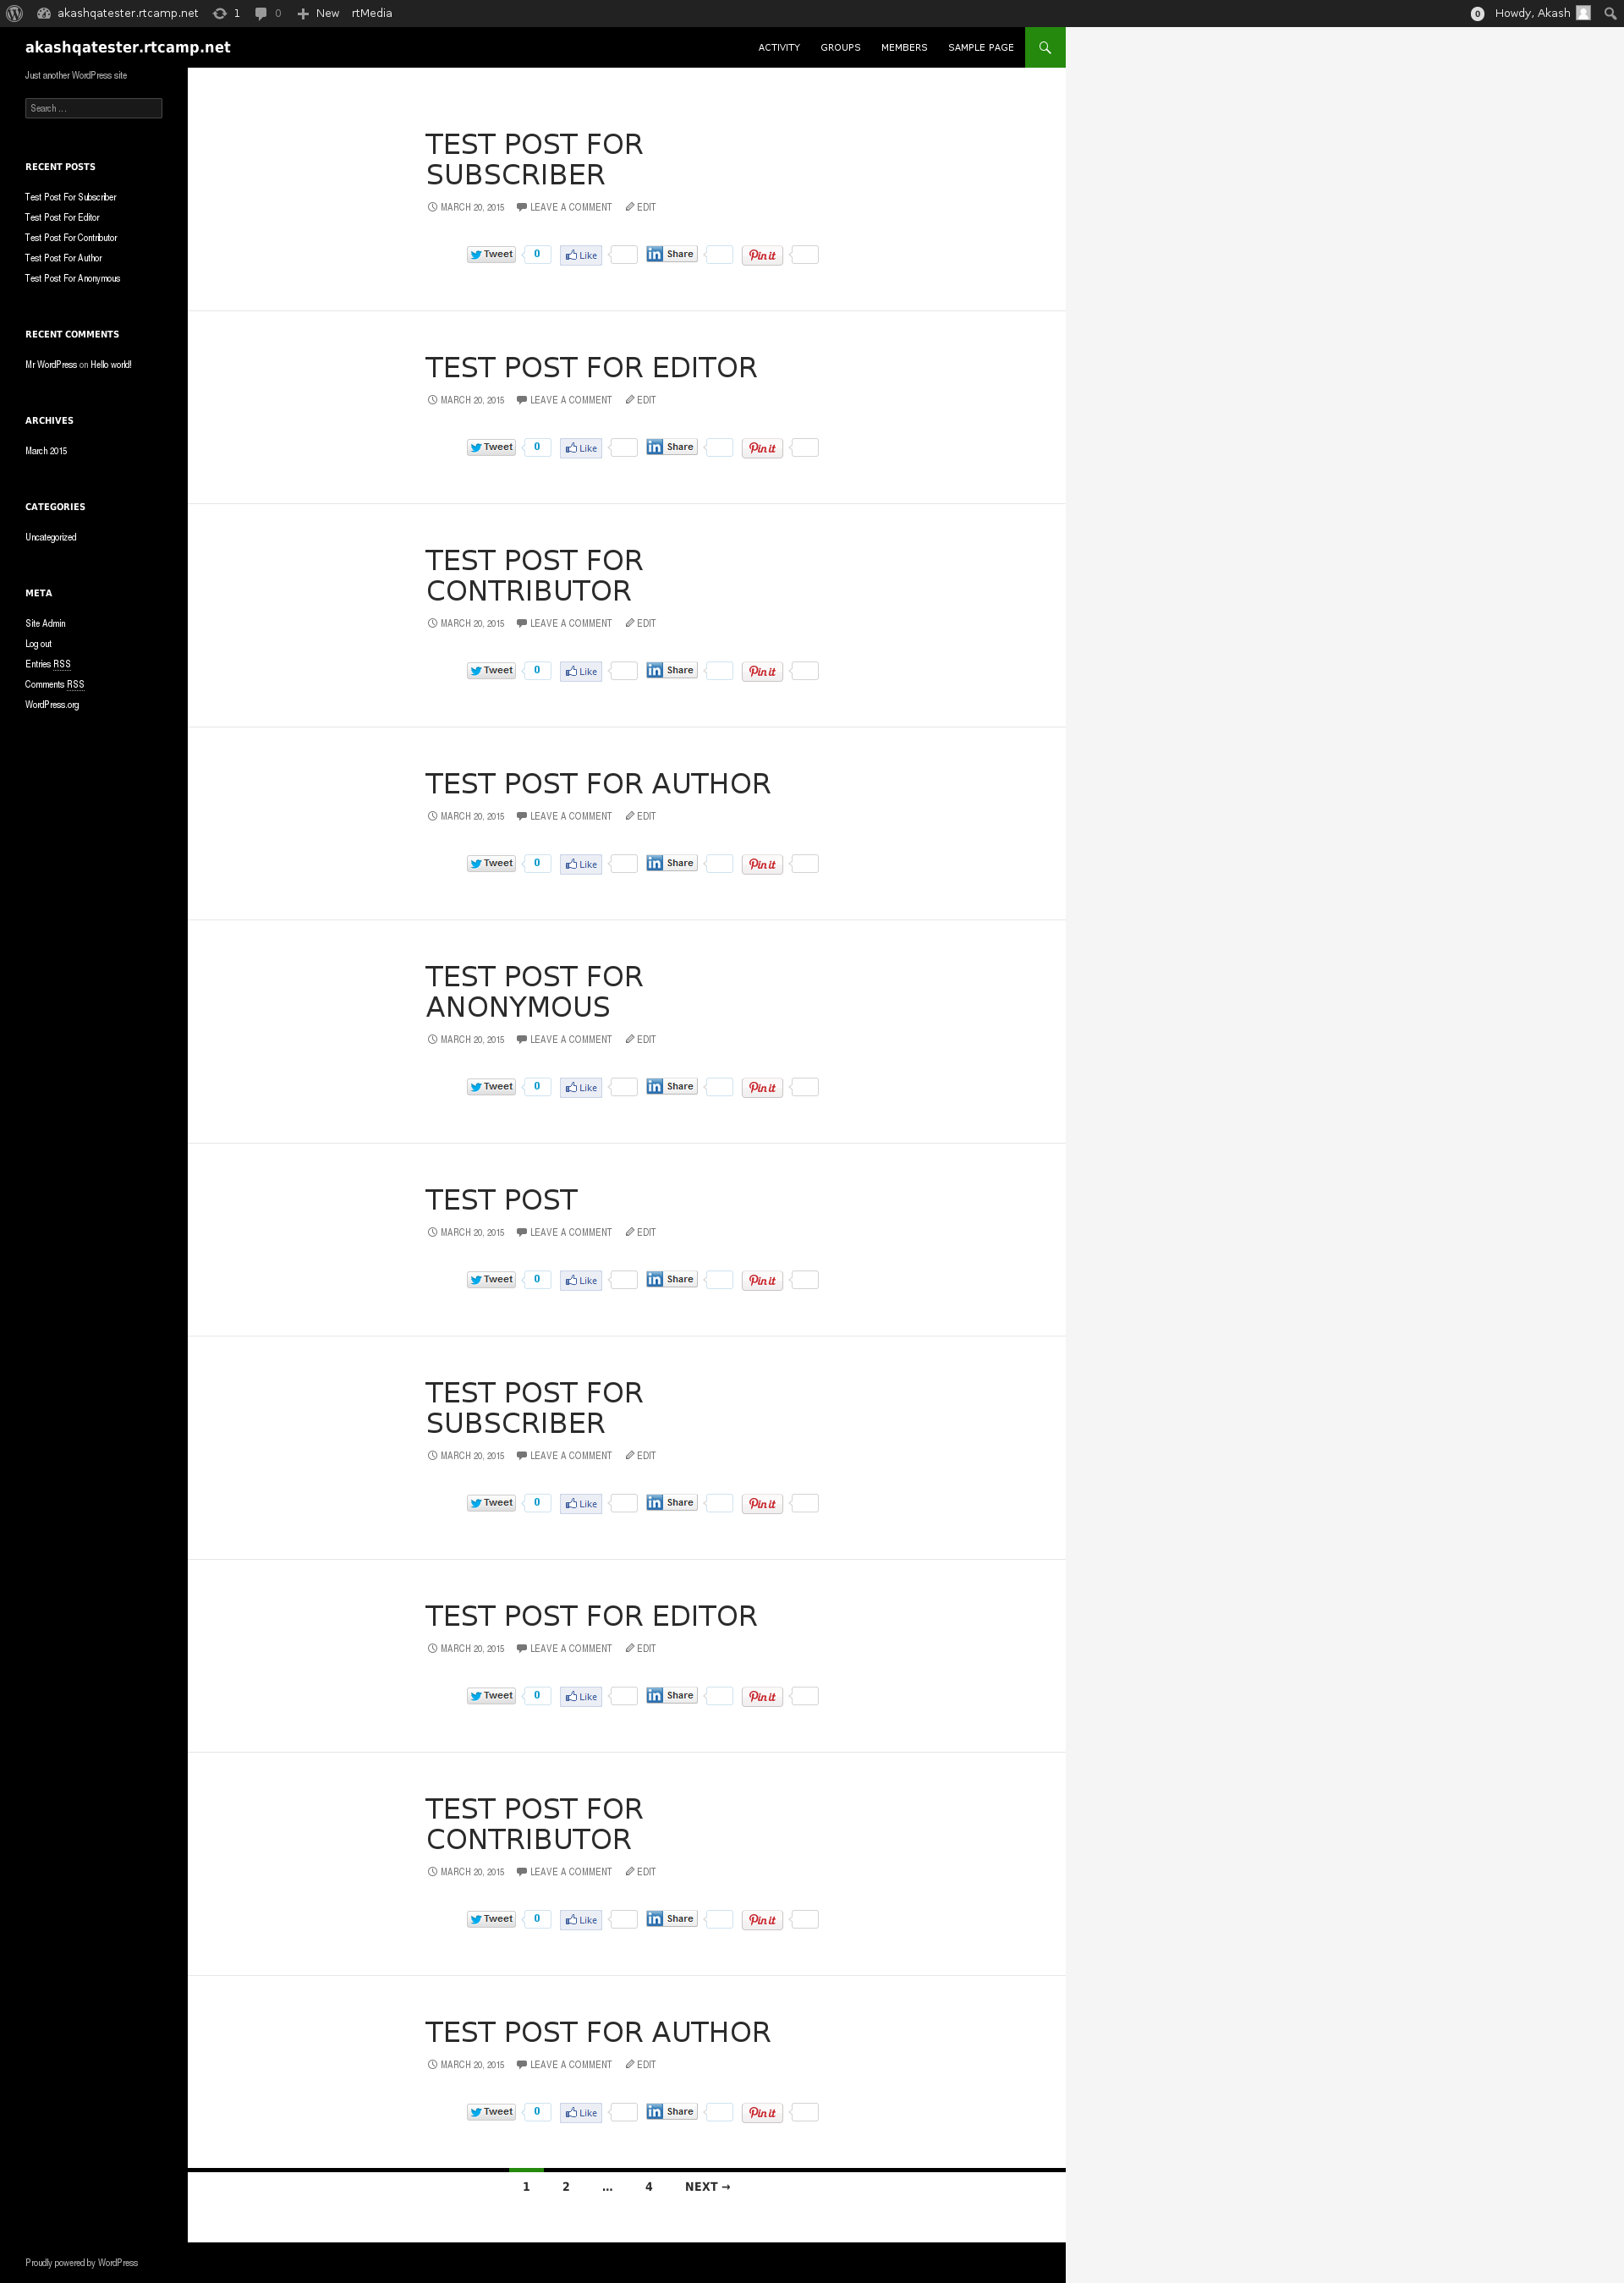 akashqatester.rtcamp.net 1 0 New rtMedia 0 Howdy, Akash
akashqatester.rtcamp.net ACTIVITY GROUPS MEMBERS SAMPLE PAGE
Just another WordPress site
Search ...
RECENT POSTS
Test Post For Subscriber
Test Post For Editor
Test Post For Contributor
Test Post For Author
Test Post For Anonymous
RECENT COMMENTS
Mr WordPress on Hello world!
ARCHIVES
March 2015
CATEGORIES
Uncategorized
META
Site Admin
Log out
Entries RSS
Comments RSS
WordPress.org
TEST POST FOR
SUBSCRIBER
MARCH 20, 2015 LEAVE A COMMENT EDIT
Tweet 0 Like in Share Pin it
TEST POST FOR EDITOR
MARCH 20, 2015 LEAVE A COMMENT EDIT
Tweet 0 Like in Share Pin it
TEST POST FOR
CONTRIBUTOR
MARCH 20, 2015 LEAVE A COMMENT EDIT
Tweet 0 Like in Share Pin it
TEST POST FOR AUTHOR
MARCH 20, 2015 LEAVE A COMMENT EDIT
Tweet 0 Like in Share Pin it
TEST POST FOR
ANONYMOUS
MARCH 20, 2015 LEAVE A COMMENT EDIT
Tweet 0 Like in Share Pin it
TEST POST
MARCH 20, 2015 LEAVE A COMMENT EDIT
Tweet 0 Like in Share Pin it
TEST POST FOR
SUBSCRIBER
MARCH 20, 2015 LEAVE A COMMENT EDIT
Tweet 0 Like in Share Pin it
TEST POST FOR EDITOR
MARCH 20, 2015 LEAVE A COMMENT EDIT
Tweet 0 Like in Share Pin it
TEST POST FOR
CONTRIBUTOR
MARCH 20, 2015 LEAVE A COMMENT EDIT
Tweet 0 Like in Share Pin it
TEST POST FOR AUTHOR
MARCH 20, 2015 LEAVE A COMMENT EDIT
Tweet 0 Like in Share Pin it
1 2 … 4 NEXT →
Proudly powered by WordPress